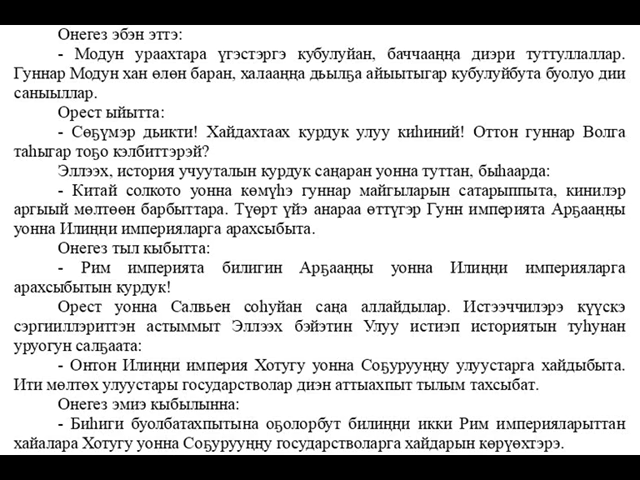 Онегез эбэн эттэ:
- Модун ураахтара үгэстэргэ кубулуйан, баччааҥҥа диэри туттуллаллар.
Гуннар Модун хан өлөн баран, халааҥҥа дьылҕа айыытыгар кубулуйбута буолуо дии
саныыллар.
Орест ыйытта:
- Сөҕүмэр дьикти! Хайдахтаах курдук улуу киһиний! Оттон гуннар Волга
таһыгар тоҕо кэлбиттэрэй?
Эллээх, история учууталын курдук саҥаран уонна туттан, быһаарда:
- Китай солкото уонна көмүһэ гуннар майгыларын сатарыппыта, кинилэр
аргыый мөлтөөн барбыттара. Түөрт үйэ анараа өттүгэр Гунн империята Арҕааҥҥы
уонна Илиҥҥи империяларга арахсыбыта.
Онегез тыл кыбытта:
- Рим империята билигин Арҕааҥҥы уонна Илиҥҥи империяларга
арахсыбытын курдук!
Орест уонна Салвьен соһуйан саҥа аллайдылар. Истээччилэрэ күүскэ
сэргииллэриттэн астыммыт Эллээх бэйэтин Улуу истиэп историятын туһунан
уруогун салҕаата:
- Онтон Илиҥҥи империя Хотугу уонна Соҕурууҥҥу улуустарга хайдыбыта.
Ити мөлтөх улуустары государстволар диэн аттыахпыт тылым тахсыбат.
Онегез эмиэ кыбылынна:
- Биһиги буолбатахпытына оҕолорбут билиҥҥи икки Рим империяларыттан
хайалара Хотугу уонна Соҕурууҥҥу государстволарга хайдарын көрүөхтэрэ.